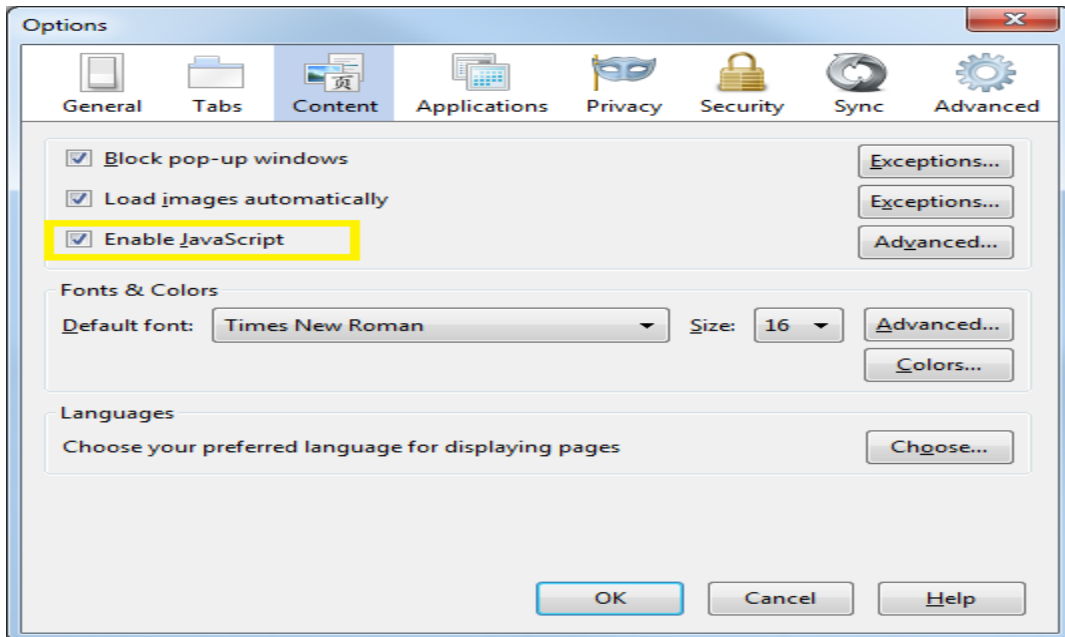 Options
页
General Tabs Content Applications Privacy Security Sync Advanced
Block pop-up windows Exceptions...
Load images automatically Exceptions...
Enable JavaScript Advanced...
Fonts & Colors
Default font: Times New Roman Size: 16 Advanced...
Colors...
Languages
Choose your preferred language for displaying pages Choose...
OK Cancel Help